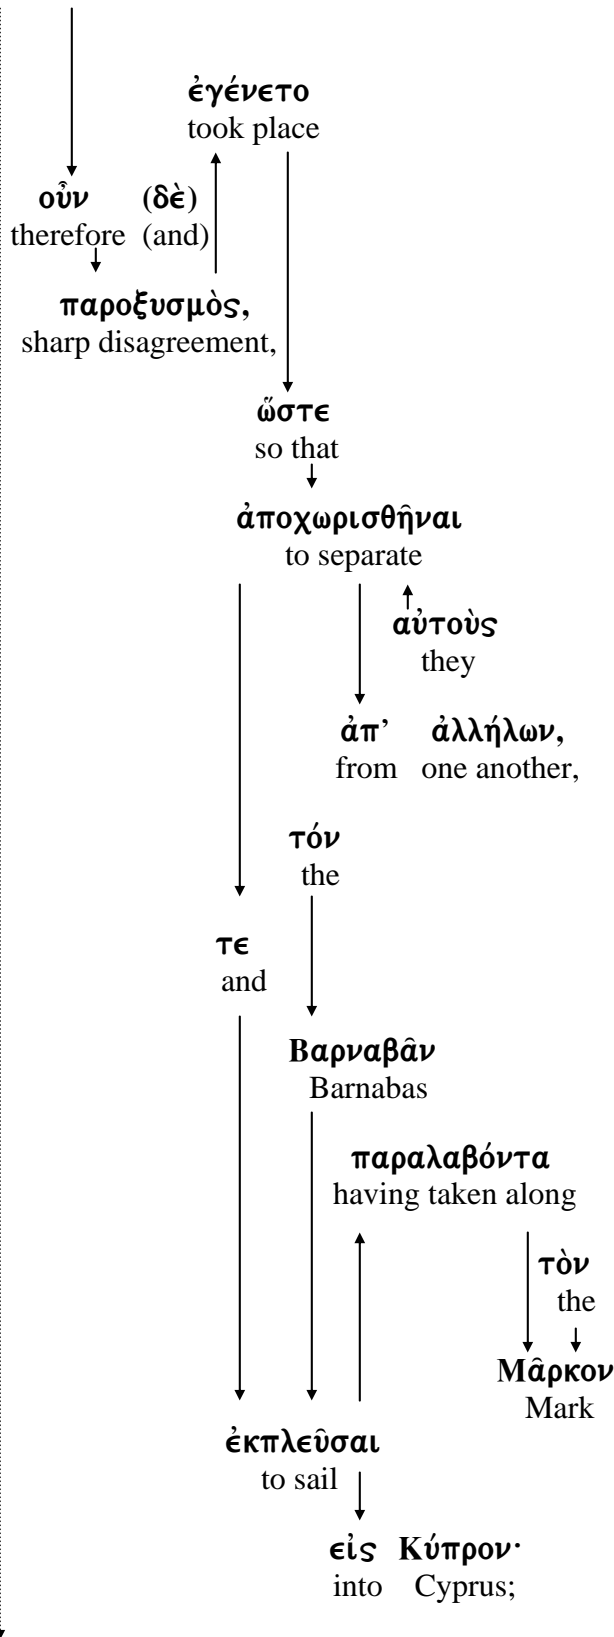 ἐγένετο
took place
οὖν (δὲ)
therefore (and)
παροξυσμὸς,
sharp disagreement,
ὥστε
so that
ἀποχωρισθῆναι
to separate
αὐτοὺς
they
ἀπ’ ἀλλήλων,
from one another,
τόν
the
τε
and
Βαρναβᾶν
Barnabas
παραλαβόντα
having taken along
τὸν
the
Μᾶρκον
Mark
ἐκπλεῦσαι
to sail
εἰς Κύπρον·
into Cyprus;